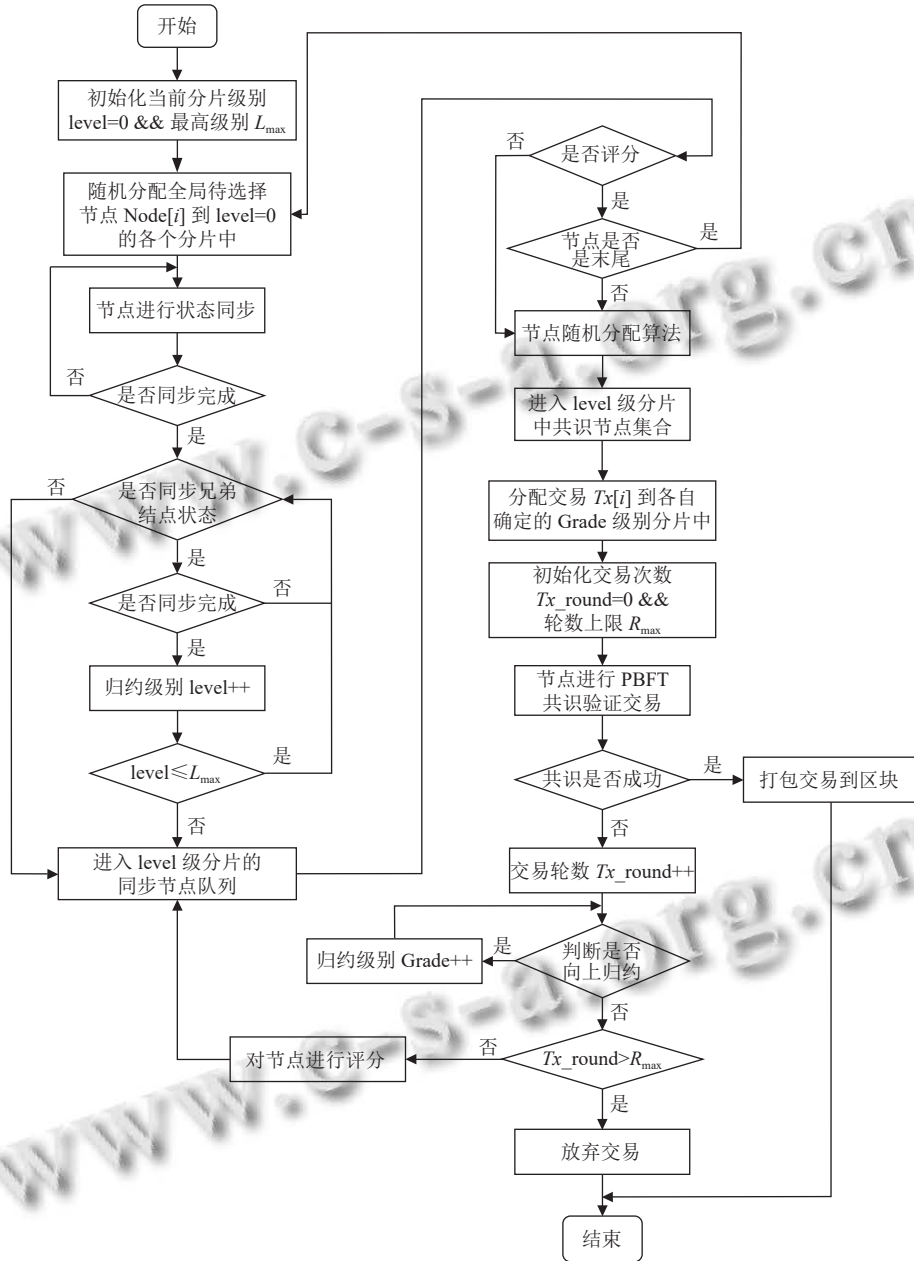 开始
初始化当前分片级别
level=0 && 最高级别 Lmax
随机分配全局待选择
节点 Node[i] 到 level=0
的各个分片中
节点进行状态同步
否
是否同步完成
是
否
是否同步兄弟
结点状态
是
是否同步完成
否
是
归约级别 level++
level≤Lmax
是
否
进入 level 级分片的
同步节点队列
否
是否评分
是
节点是否
是末尾
是
否
节点随机分配算法
进入 level 级分片
中共识节点集合
分配交易 Tx[i] 到各自
确定的 Grade 级别分片中
初始化交易次数
Tx_round=0 &&
轮数上限 Rmax
节点进行 PBFT
共识验证交易
共识是否成功
是
打包交易到区块
否
交易轮数 Tx_round++
判断是否
向上归约
是
归约级别 Grade++
否
Tx_round>Rmax
否
对节点进行评分
是
放弃交易
结束
www.c-s-a.org.cn
www.c-s-a.org.cn